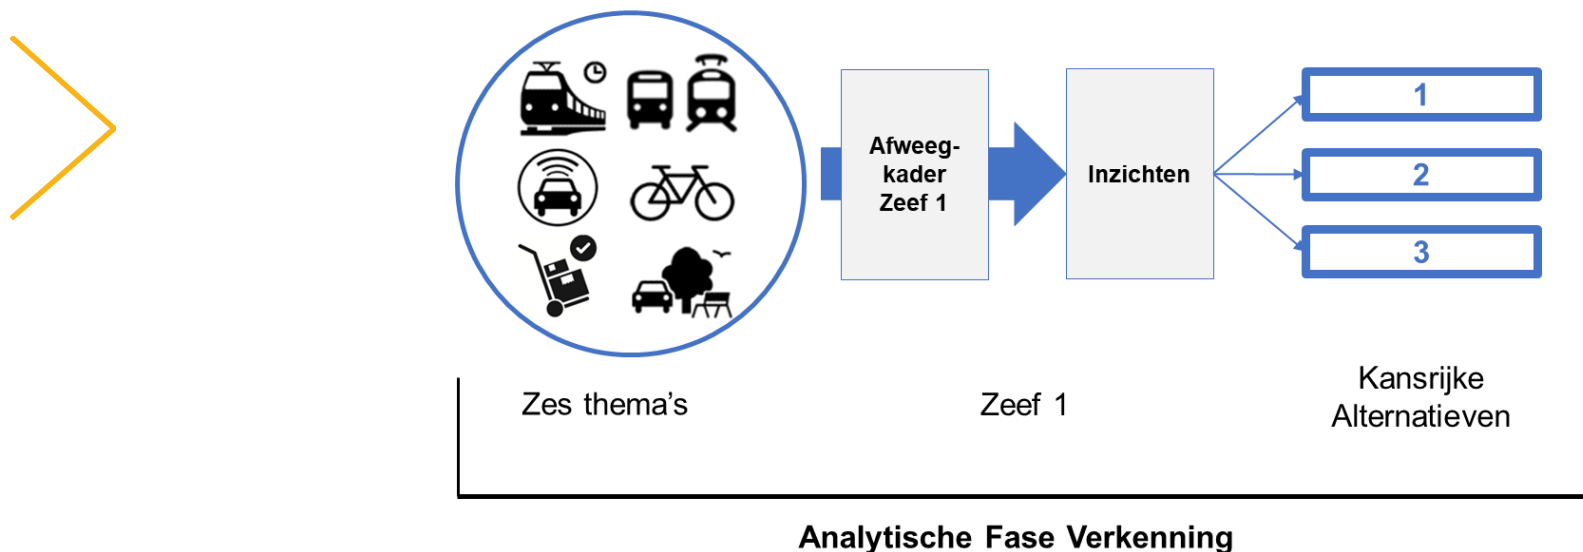 Afweeg-
kader
Zeef 1
Inzichten
1
2
3
Zes thema's
Zeef 1
Kansrijke
Alternatieven
Analytische Fase Verkenning